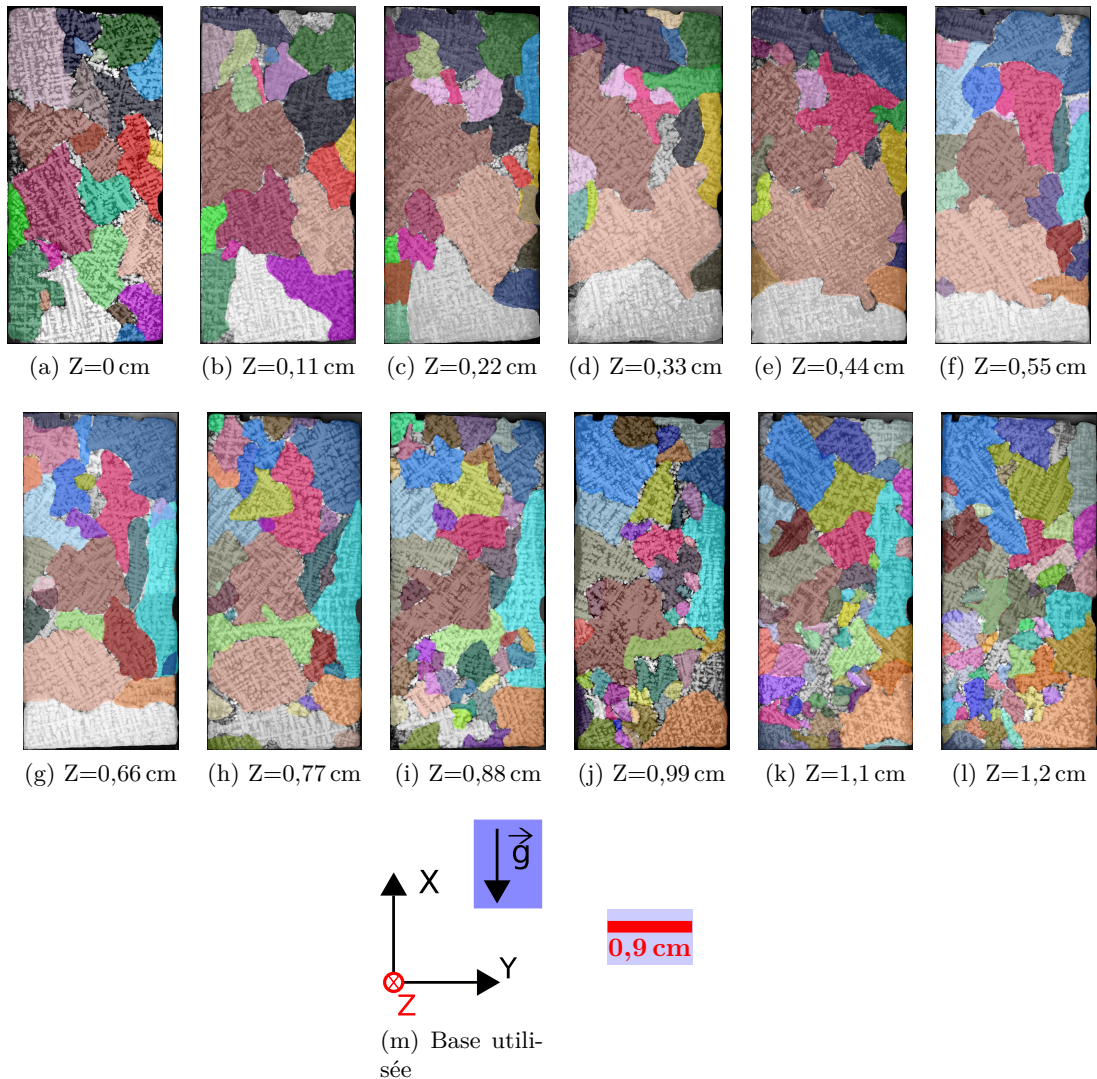 (a) Z=0 cm
(b) Z=0,11 cm
(c) Z=0,22 cm
(d) Z=0,33 cm
(e) Z=0,44 cm
(f) Z=0,55 cm
(g) Z=0,66 cm
(h) Z=0,77 cm
(i) Z=0,88 cm
(j) Z=0,99 cm
(k) Z=1,1 cm
(l) Z=1,2 cm
g
X
Y
Z
0,9 cm
(m) Base utili-
sée